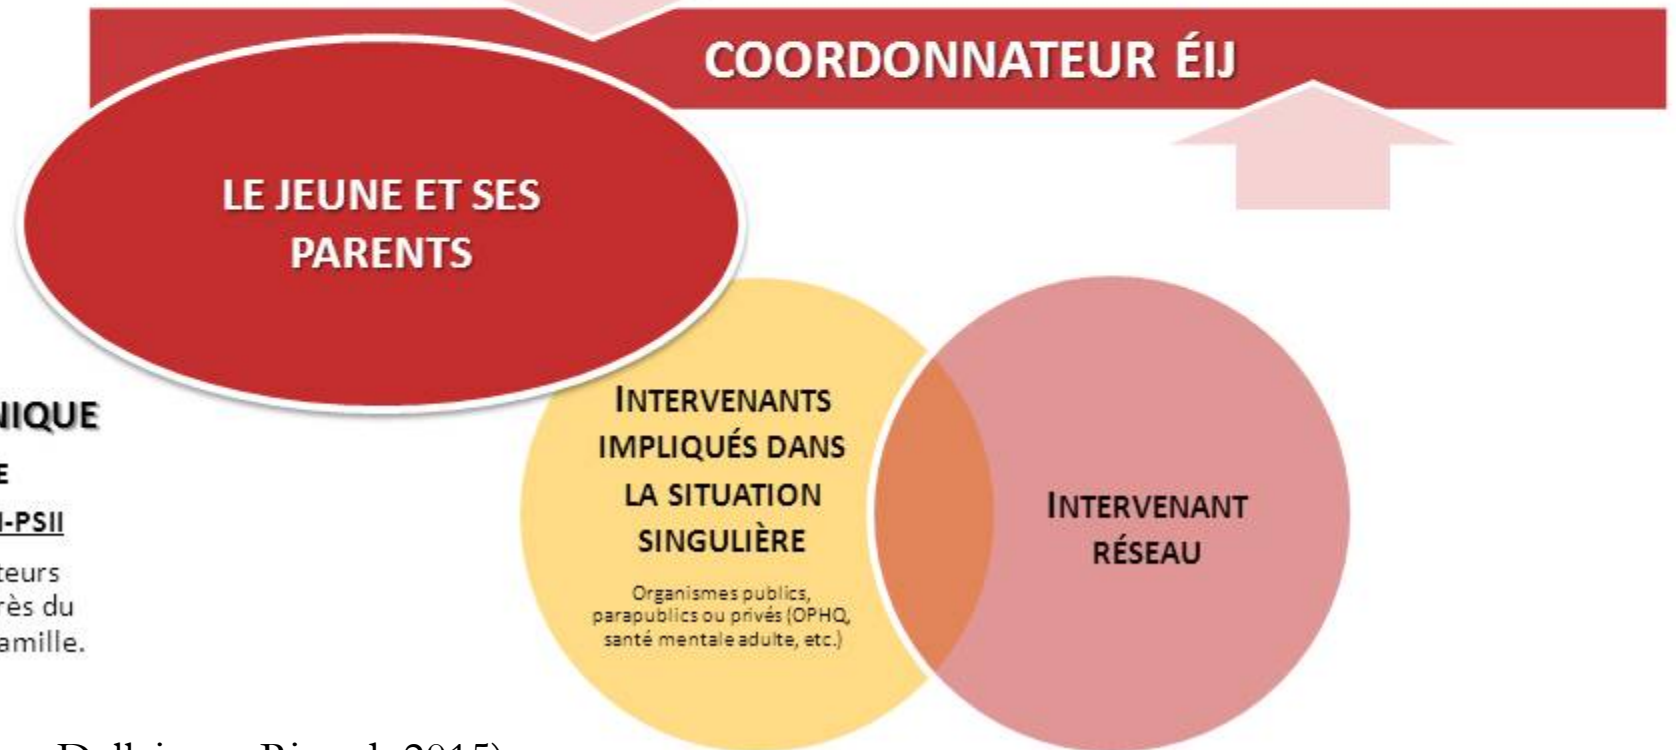 COORDONNATEUR ÉIJ
LE JEUNE ET SES
PARENTS
INTERVENANTS
IMPLIQUÉS DANS
LA SITUATION
SINGULIÈRE
Organismes publics,
parapublics ou privés (OPHQ,
santé mentale adulte, etc.)
INTERVENANT
RÉSEAU
NIQUE
E
I-PSII
teurs
rès du
amille.
2015)